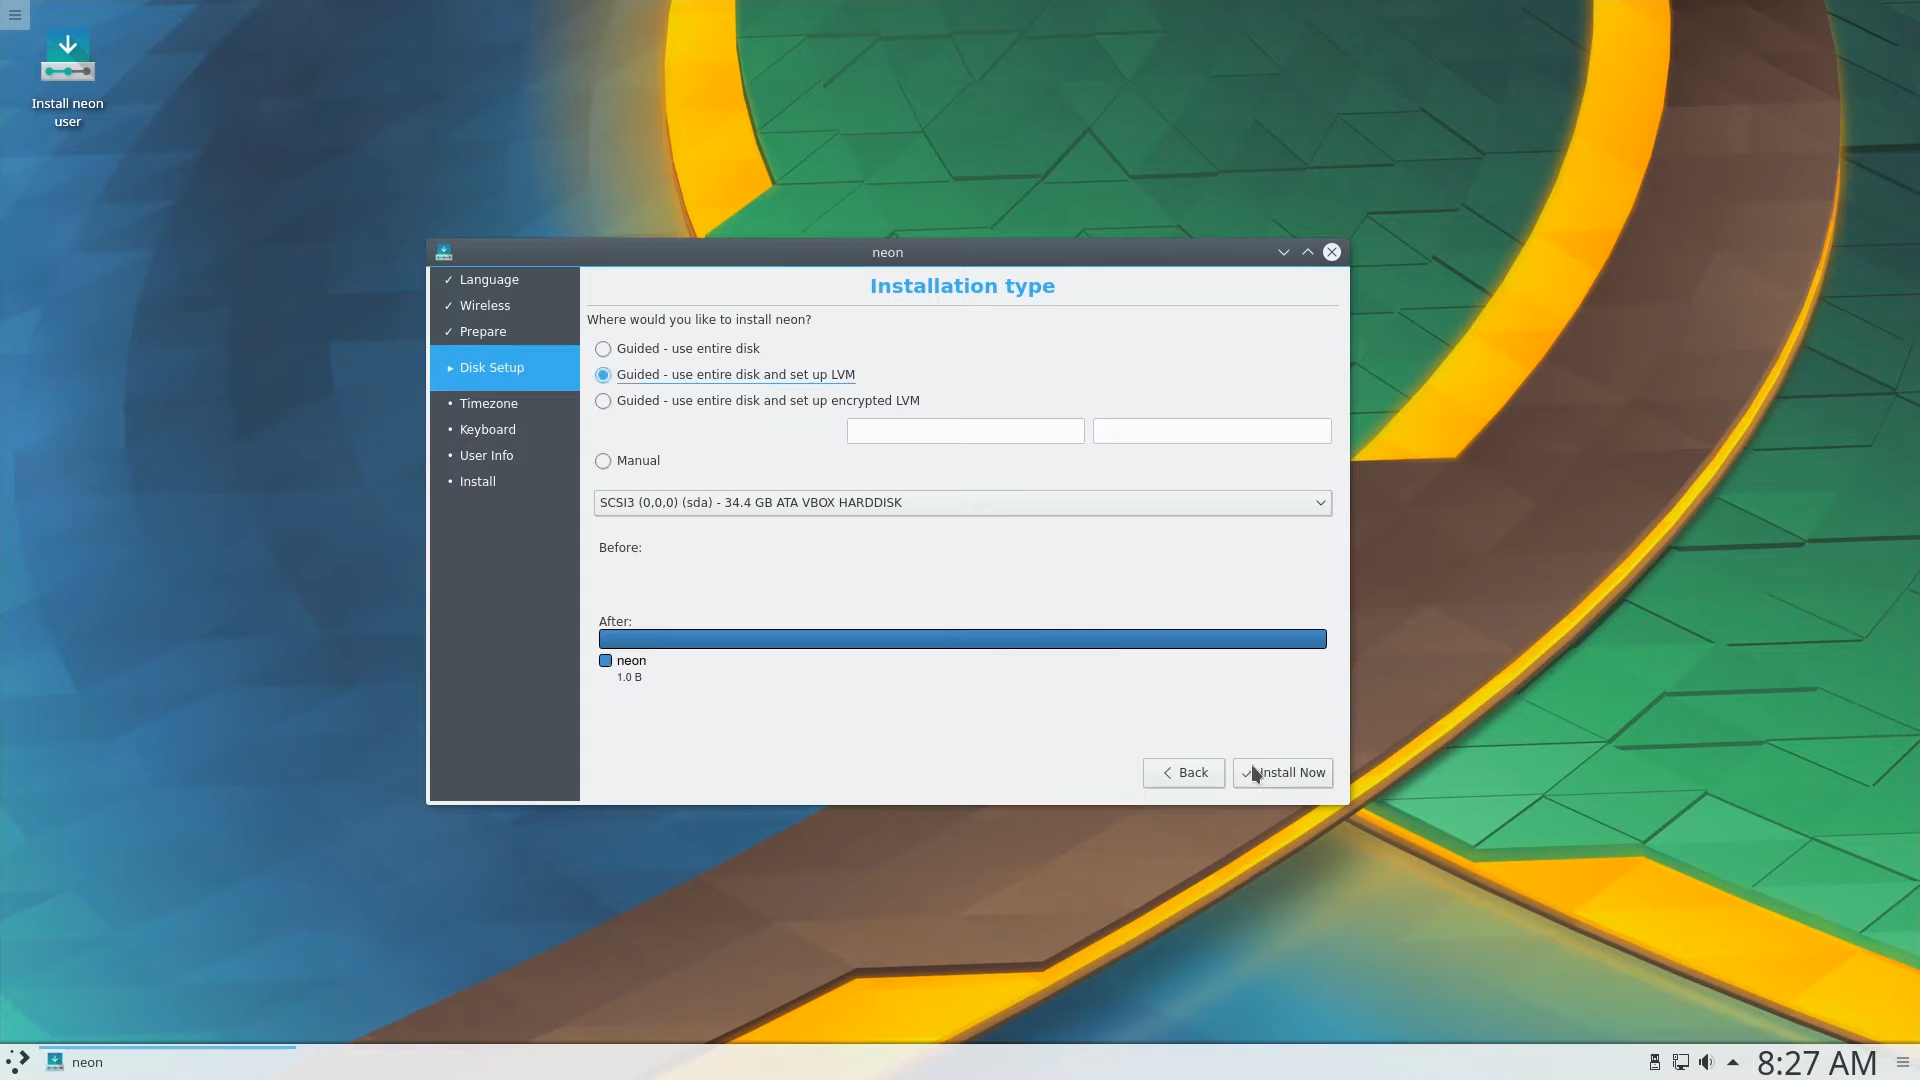 Install neon
user
neon
Language
Wireless
Prepare
Disk Setup
Timezone
Keyboard
User Info
Install
Installation type
Where would you like to install neon?
Guided - use entire disk
Guided - use entire disk and set up LVM
Guided - use entire disk and set up encrypted LVM
Manual
SCSI3 (0,0,0) (sda) - 34.4 GB ATA VBOX HARDDISK
Before:
After:
neon
1.0 B
Back
Install Now
neon
8:27 AM